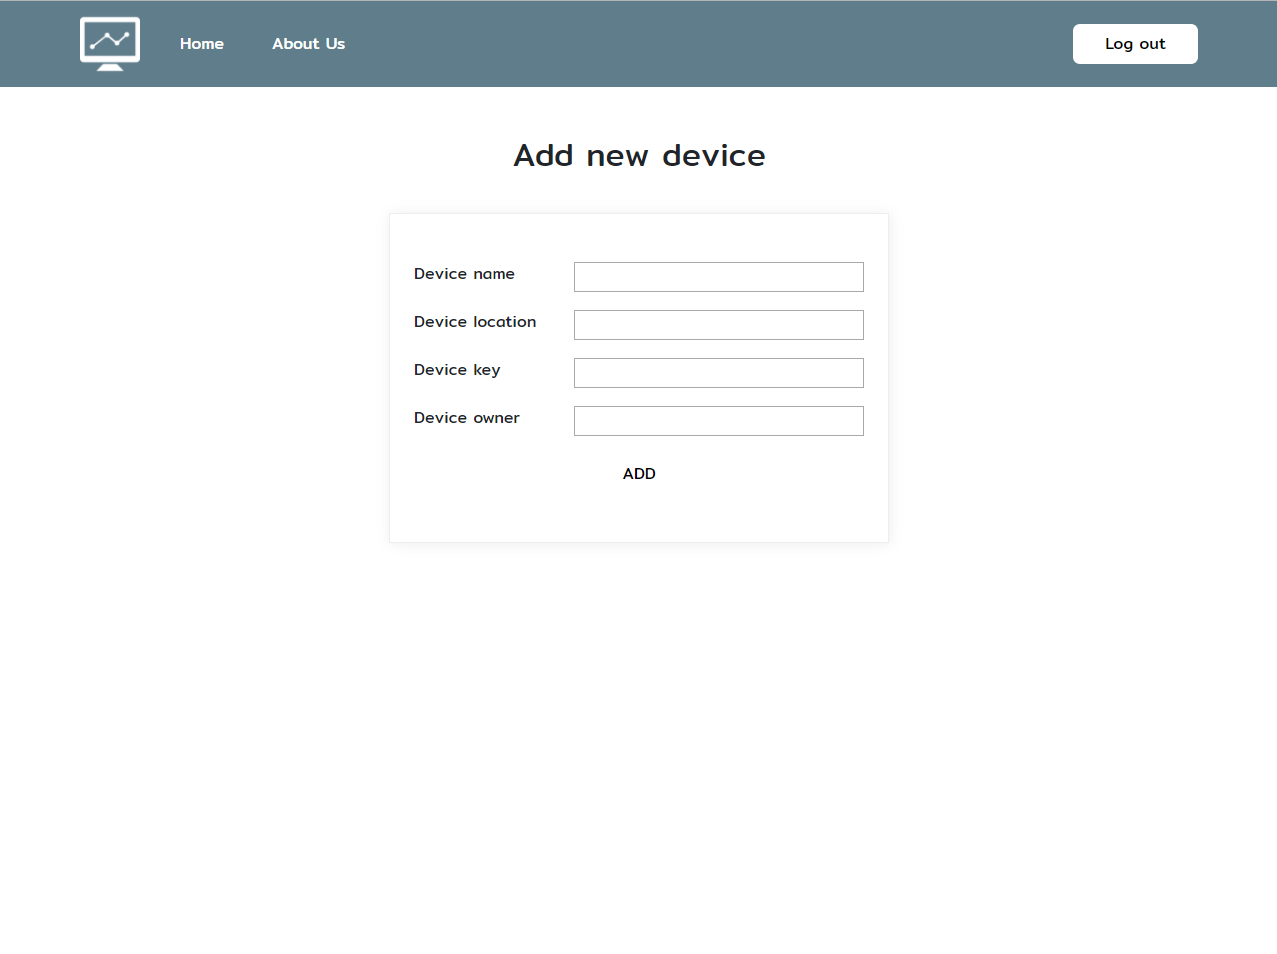 Home About Us Log out
Add new device
Device name
Device location
Device key
Device owner
ADD